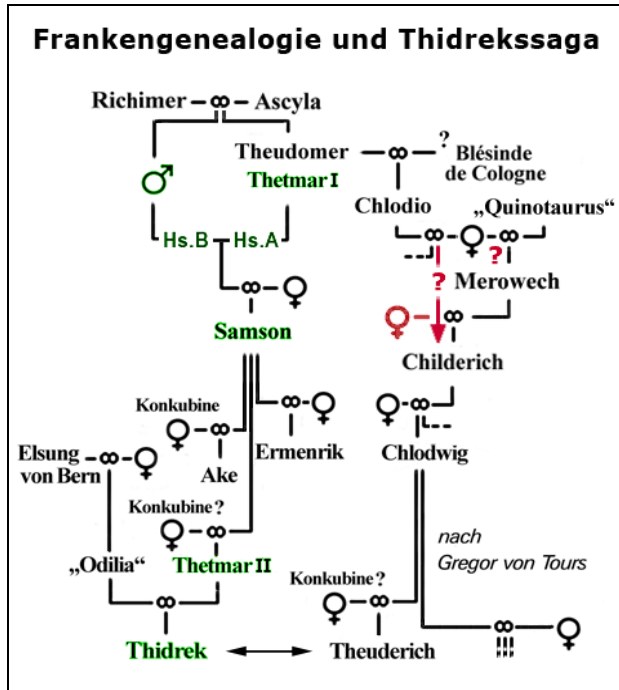 Frankengenealogie und Thidrekssaga
Richimer
Ascyla
Theudomer
Thetmar I
?
Blésinde
de Cologne
Chlodio
„Quinotaurus“
Hs.B
Hs.A
?
?
Merowech
Samson
Childerich
Konkubine
Ake
Ermenrik
Chlodwig
Elsung
von Bern
Konkubine ?
„Odilia“
Thetmar II
nach
Gregor von Tours
Konkubine ?
Thidrek
Theuderich